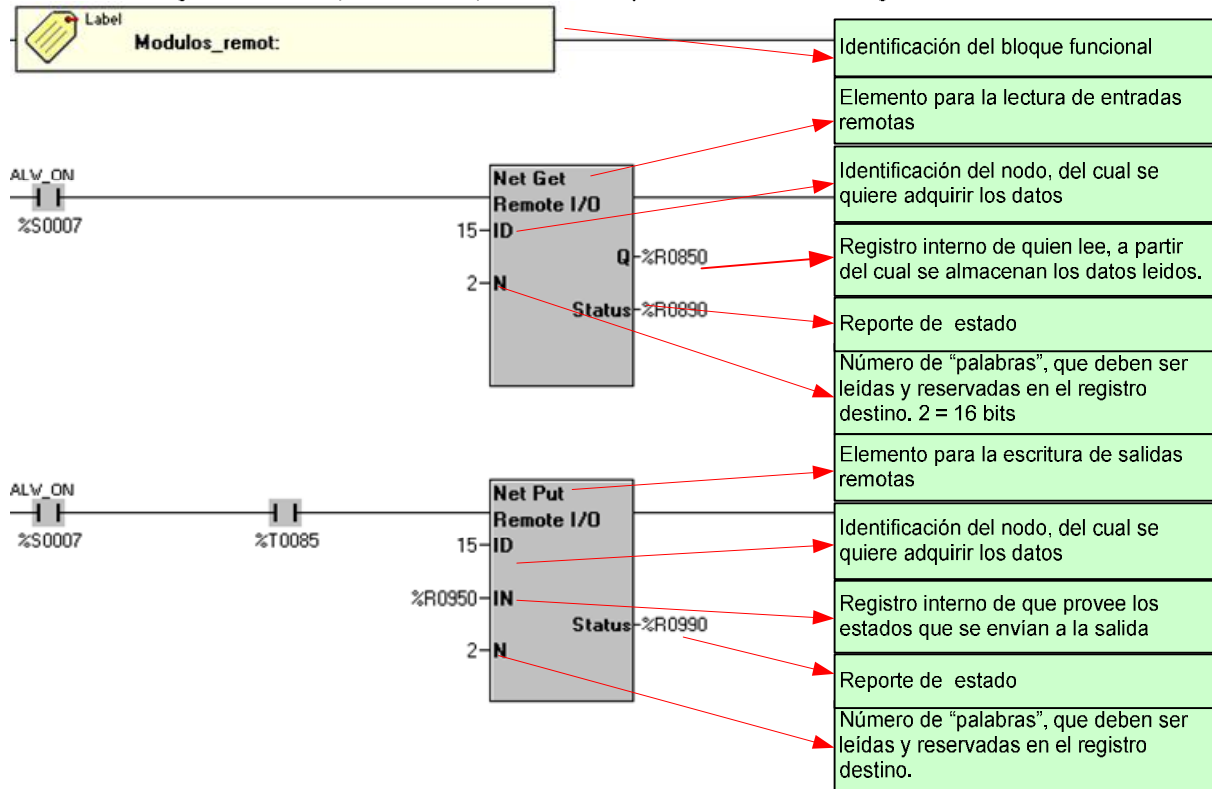 Label
Modulos_remot:
Identificación del bloque funcional
Elemento para la lectura de entradas
remotas
ALW_ON
%S0007
Net Get
Remote I/O
15
ID
Q
%R0850
2
N
Status
%R0890
Identificación del nodo, del cual se
quiere adquirir los datos
Registro interno de quien lee, a partir
del cual se almacenan los datos leidos.
Reporte de estado
Número de “palabras”, que deben ser
leídas y reservadas en el registro
destino. 2 = 16 bits
Elemento para la escritura de salidas
remotas
ALW_ON
%S0007
%T0085
Net Put
Remote I/O
15
ID
%R0950
IN
Status
%R0990
2
N
Identificación del nodo, del cual se
quiere adquirir los datos
Registro interno de que provee los
estados que se envían a la salida
Reporte de estado
Número de “palabras”, que deben ser
leídas y reservadas en el registro
destino.